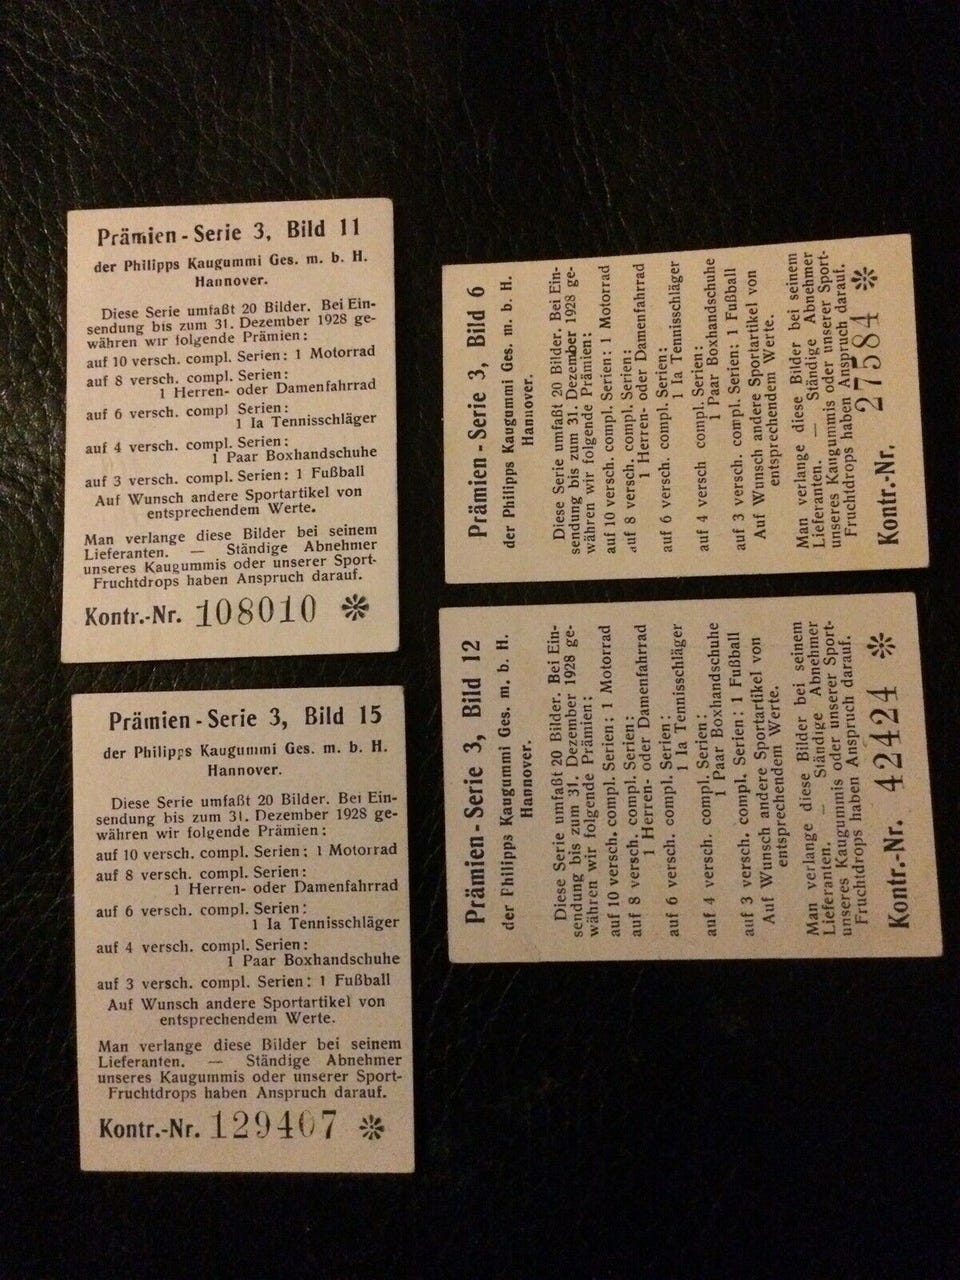 Prämien - Serie 3, Bild 11
der Philipps Kaugummi Ges. m. b. H.
Hannover.
Diese Serie umfaßt 20 Bilder. Bei Ein-
sendung bis zum 31. Dezember 1928 ge-
währen wir folgende Prämien:
auf 10 versch. compl. Serien: 1 Motorrad
auf 8 versch. compl. Serien:
1 Herren- oder Damenfahrrad
auf 6 versch. compl Serien:
1 Ia Tennisschläger
auf 4 versch. compl. Serien:
1 Paar Boxhandschuhe
auf 3 versch. compl. Serien: 1 Fußball
Auf Wunsch andere Sportartikel von
entsprechendem Werte.
Man verlange diese Bilder bei seinem
Lieferanten. — Ständige Abnehmer
unseres Kaugummis oder unserer Sport-
Fruchtdrops haben Anspruch darauf.
Kontr.-Nr. 108010 ✻
Prämien - Serie 3, Bild 15
der Philipps Kaugummi Ges. m. b. H.
Hannover.
Diese Serie umfaßt 20 Bilder. Bei Ein-
sendung bis zum 31. Dezember 1928 ge-
währen wir folgende Prämien:
auf 10 versch. compl. Serien: 1 Motorrad
auf 8 versch. compl. Serien:
1 Herren- oder Damenfahrrad
auf 6 versch. compl. Serien:
1 Ia Tennisschläger
auf 4 versch. compl. Serien:
1 Paar Boxhandschuhe
auf 3 versch. compl. Serien: 1 Fußball
Auf Wunsch andere Sportartikel von
entsprechendem Werte.
Man verlange diese Bilder bei seinem
Lieferanten. — Ständige Abnehmer
unseres Kaugummis oder unserer Sport-
Fruchtdrops haben Anspruch darauf.
Kontr.-Nr. 129407 ✻
Prämien - Serie 3, Bild 6
der Philipps Kaugummi Ges. m. b. H.
Hannover.
Diese Serie umfaßt 20 Bilder. Bei Ein-
sendung bis zum 31. Dezember 1928 ge-
währen wir folgende Prämien:
auf 10 versch. compl. Serien: 1 Motorrad
auf 8 versch. compl. Serien:
1 Herren- oder Damenfahrrad
auf 6 versch. compl. Serien:
1 Ia Tennisschläger
auf 4 versch compl. Serien:
1 Paar Boxhandschuhe
auf 3 versch. compl. Serien: 1 Fußball
Auf Wunsch andere Sportartikel von
entsprechendem Werte.
Man verlange diese Bilder bei seinem
Lieferanten. — Ständige Abnehmer
unseres Kaugummis oder unserer Sport-
Fruchtdrops haben Anspruch darauf.
Kontr.-Nr. 27584 ✻
Prämien - Serie 3, Bild 12
der Philipps Kaugummi Ges. m. b. H.
Hannover.
Diese Serie umfaßt 20 Bilder. Bei Ein-
sendung bis zum 31. Dezember 1928 ge-
währen wir folgende Prämien:
auf 10 versch. compl. Serien: 1 Motorrad
auf 8 versch. compl. Serien:
1 Herren- oder Damenfahrrad
auf 6 versch. compl. Serien:
1 Ia Tennisschläger
auf 4 versch. compl. Serien:
1 Paar Boxhandschuhe
auf 3 versch. compl. Serien: 1 Fußball
Auf Wunsch andere Sportartikel von
entsprechendem Werte.
Man verlange diese Bilder bei seinem
Lieferanten. — Ständige Abnehmer
unseres Kaugummis oder unserer Sport-
Fruchtdrops haben Anspruch darauf.
Kontr.-Nr. 42424 ✻